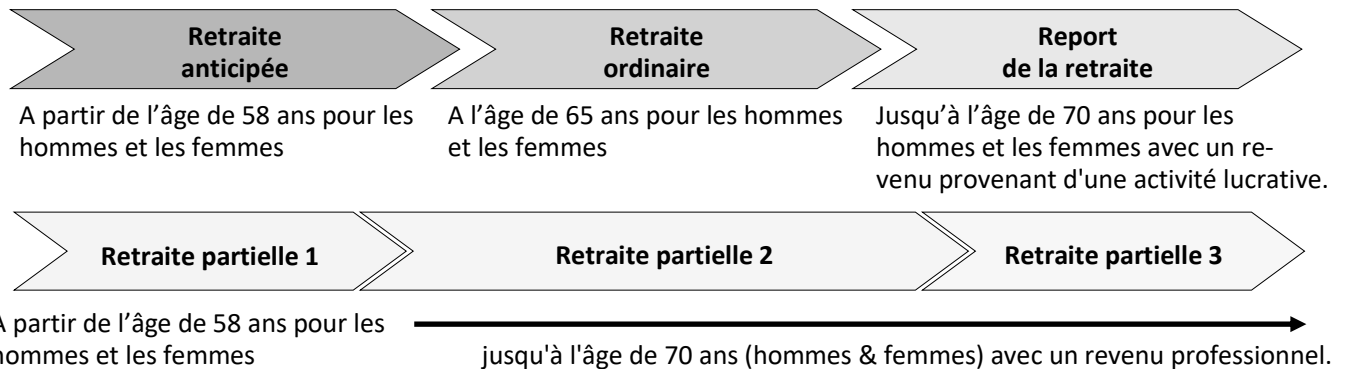 Retraite
anticipée
Retraite
ordinaire
Report
de la retraite
A partir de l’âge de 58 ans pour les
hommes et les femmes
A l’âge de 65 ans pour les hommes
et les femmes
Jusqu’à l’âge de 70 ans pour les
hommes et les femmes avec un re-
venu provenant d'une activité lucrative.
Retraite partielle 1
Retraite partielle 2
Retraite partielle 3
A partir de l’âge de 58 ans pour les
hommes et les femmes
jusqu'à l'âge de 70 ans (hommes & femmes) avec un revenu professionnel.